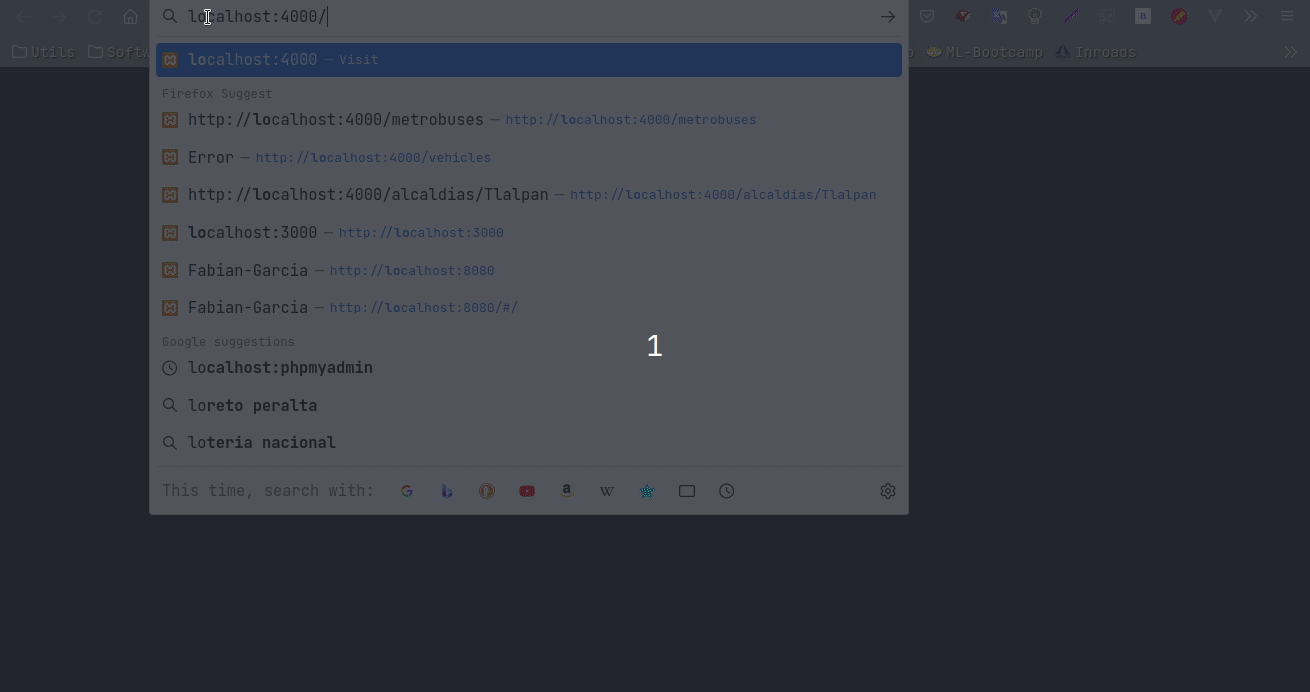 localhost:4000/
Utils Softw
ML-Bootcamp Inroads
localhost:4000 — Visit
Firefox Suggest
http://localhost:4000/metrobuses — http://localhost:4000/metrobuses
Error — http://localhost:4000/vehicles
http://localhost:4000/alcaldias/Tlalpan — http://localhost:4000/alcaldias/Tlalpan
localhost:3000 — http://localhost:3000
Fabian-Garcia — http://localhost:8080
Fabian-Garcia — http://localhost:8080/#/
1
Google suggestions
localhost:phpmyadmin
loreto peralta
loteria nacional
This time, search with: